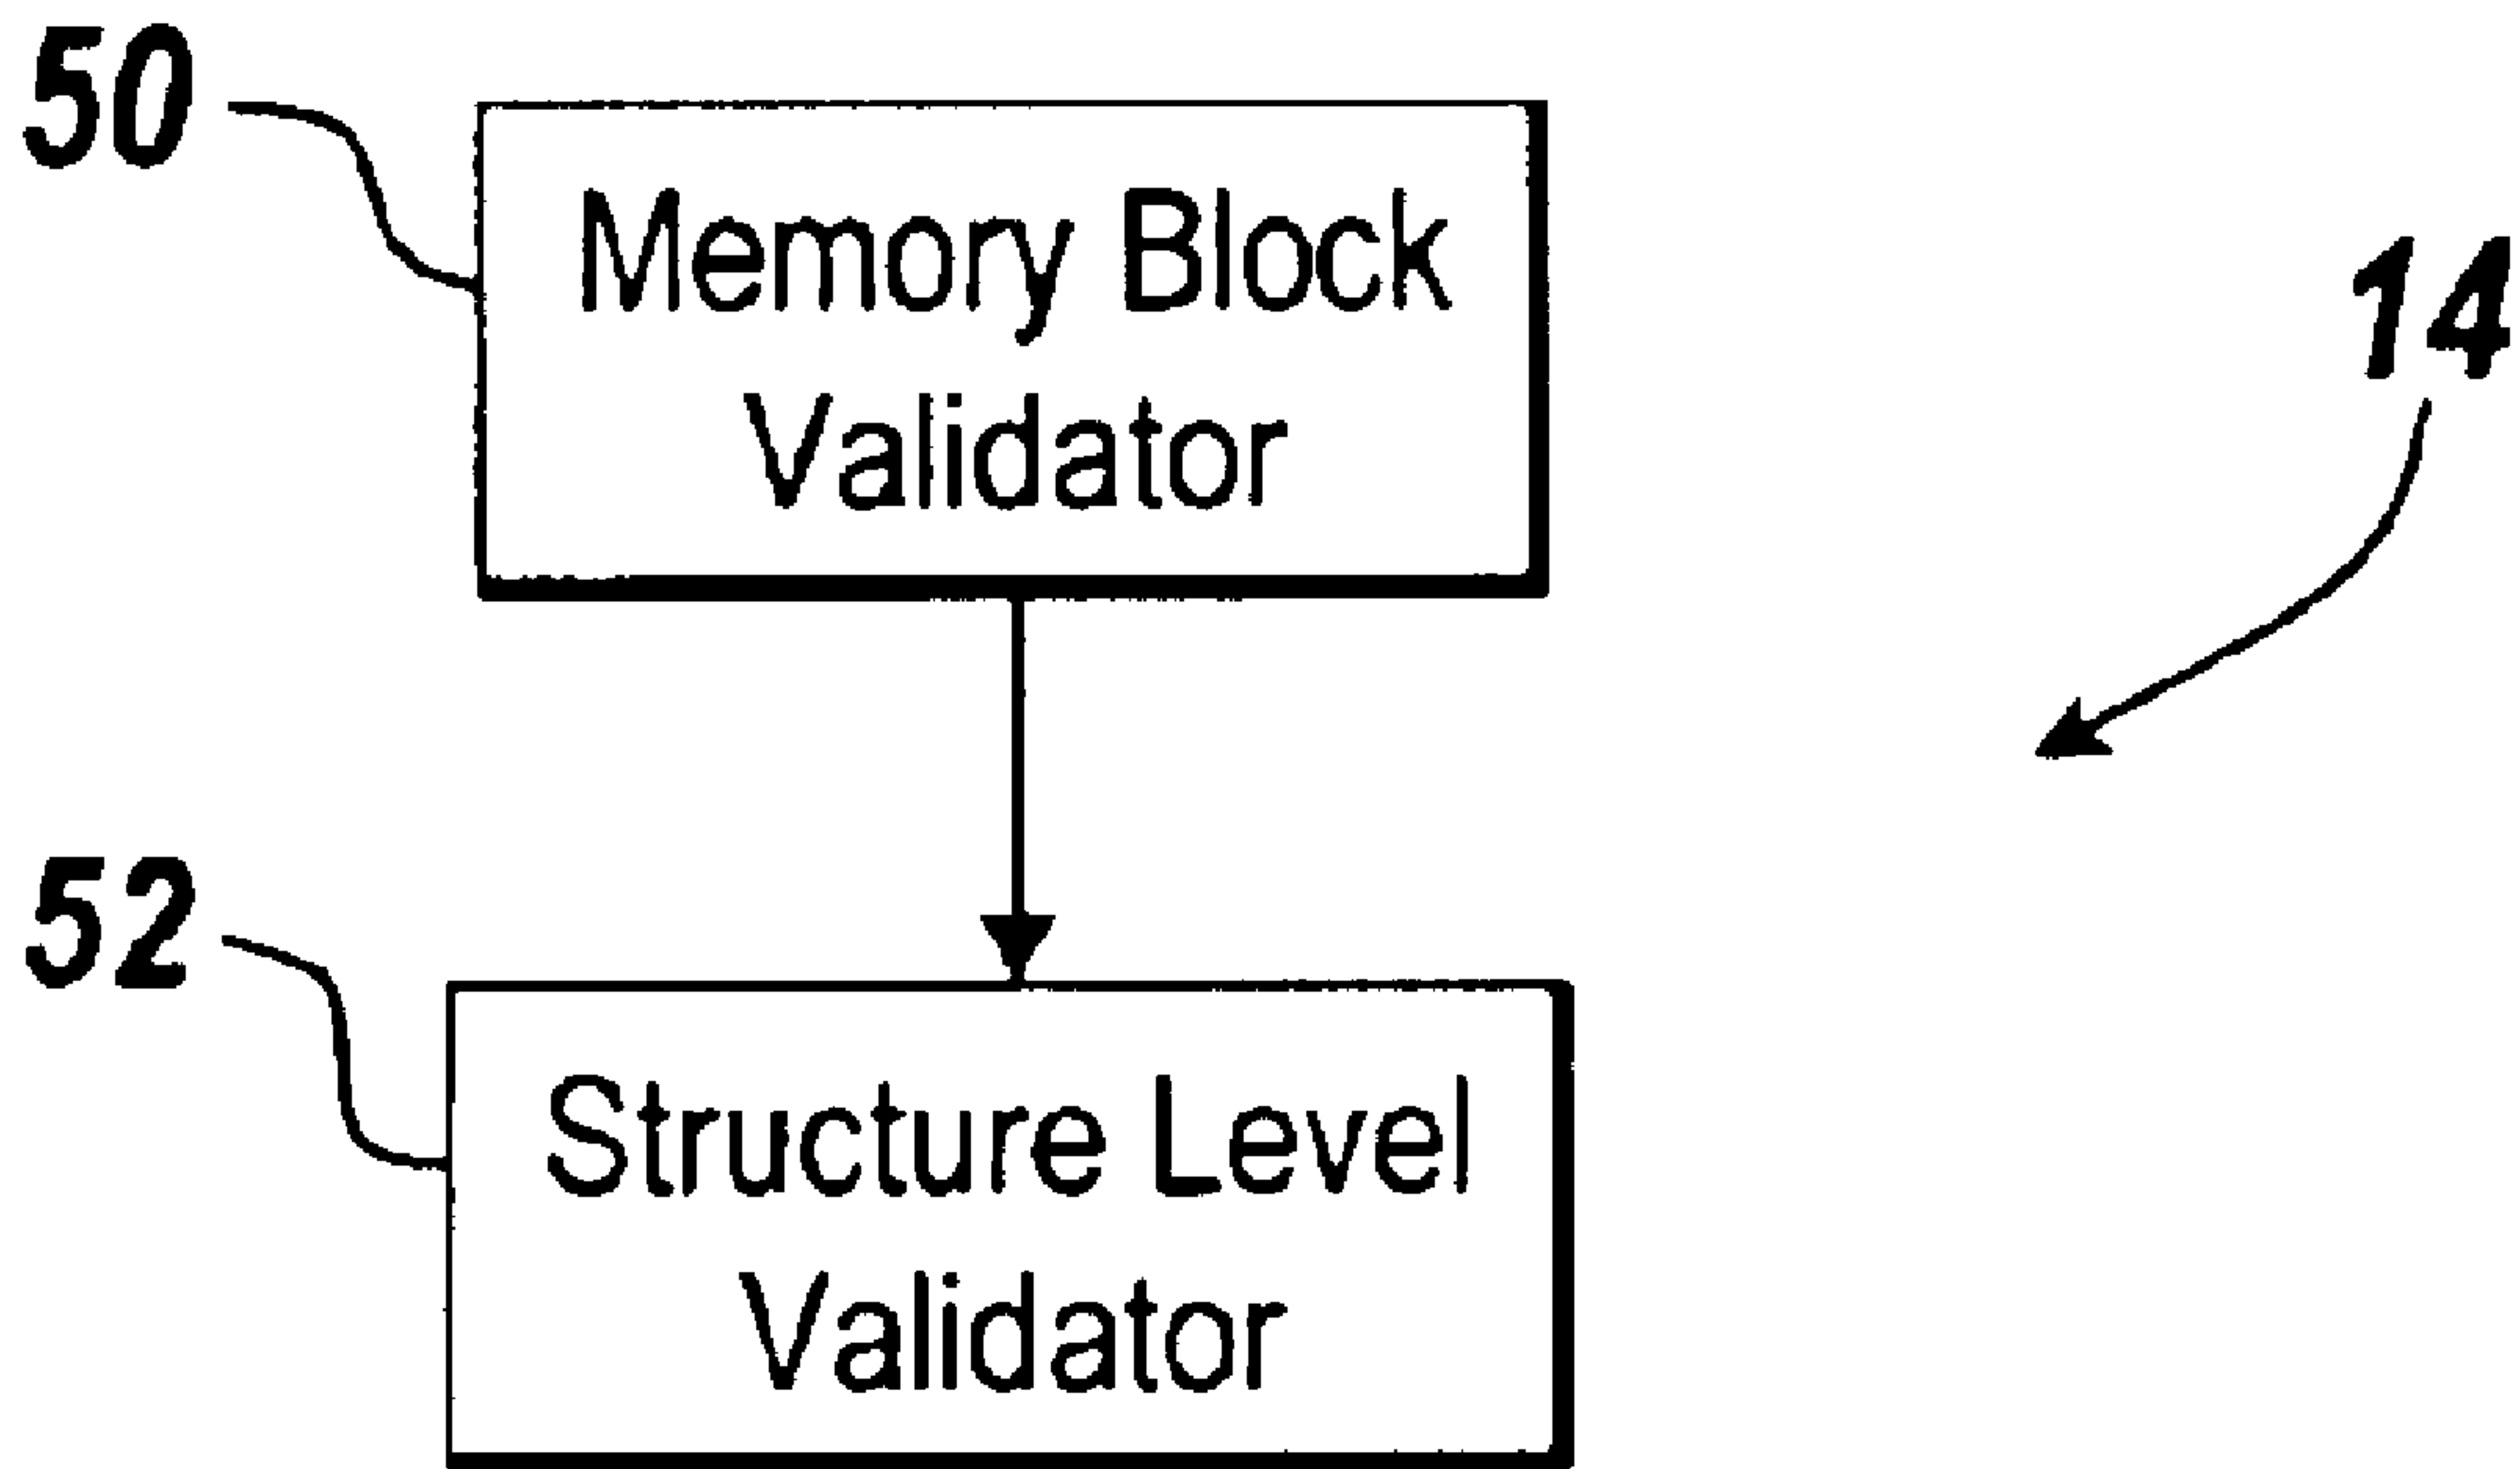 50
Memory Block
Validator
14
52
Structure Level
Validator